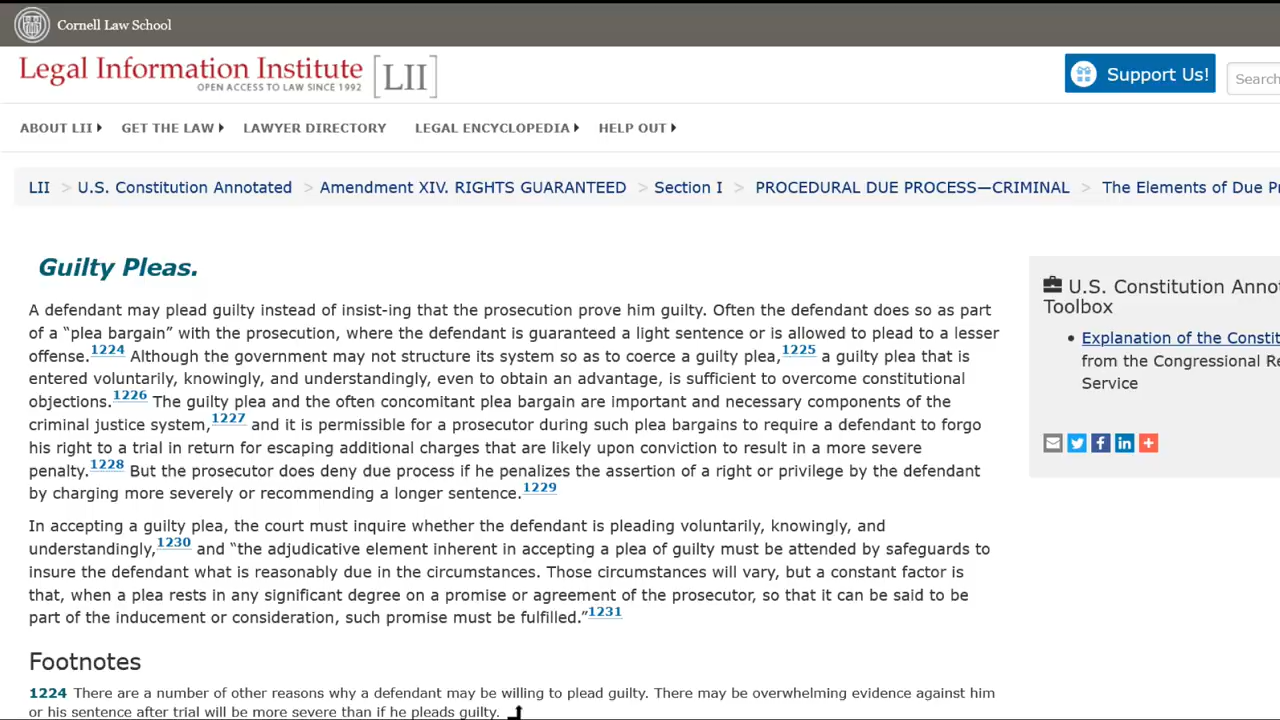 Cornell Law School
Legal Information Institute [LII]
OPEN ACCESS TO LAW SINCE 1992
Support Us!
Search
ABOUT LII GET THE LAW LAWYER DIRECTORY LEGAL ENCYCLOPEDIA HELP OUT
LII > U.S. Constitution Annotated > Amendment XIV. RIGHTS GUARANTEED > Section I > PROCEDURAL DUE PROCESS—CRIMINAL > The Elements of Due Pr
Guilty Pleas.
A defendant may plead guilty instead of insist-ing that the prosecution prove him guilty. Often the defendant does so as part
of a “plea bargain” with the prosecution, where the defendant is guaranteed a light sentence or is allowed to plead to a lesser
offense.1224 Although the government may not structure its system so as to coerce a guilty plea,1225 a guilty plea that is
entered voluntarily, knowingly, and understandingly, even to obtain an advantage, is sufficient to overcome constitutional
objections.1226 The guilty plea and the often concomitant plea bargain are important and necessary components of the
criminal justice system,1227 and it is permissible for a prosecutor during such plea bargains to require a defendant to forgo
his right to a trial in return for escaping additional charges that are likely upon conviction to result in a more severe
penalty.1228 But the prosecutor does deny due process if he penalizes the assertion of a right or privilege by the defendant
by charging more severely or recommending a longer sentence.1229
In accepting a guilty plea, the court must inquire whether the defendant is pleading voluntarily, knowingly, and
understandingly,1230 and “the adjudicative element inherent in accepting a plea of guilty must be attended by safeguards to
insure the defendant what is reasonably due in the circumstances. Those circumstances will vary, but a constant factor is
that, when a plea rests in any significant degree on a promise or agreement of the prosecutor, so that it can be said to be
part of the inducement or consideration, such promise must be fulfilled.”1231
Footnotes
1224 There are a number of other reasons why a defendant may be willing to plead guilty. There may be overwhelming evidence against him
or his sentence after trial will be more severe than if he pleads guilty.
U.S. Constitution Annot
Toolbox
Explanation of the Constit
from the Congressional Re
Service